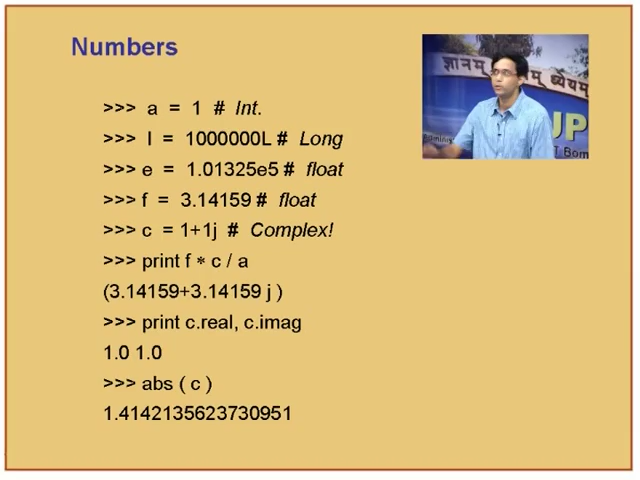 Numbers
ज्ञानम् ध्येयम्
>>> a = 1 # Int.
>>> l = 1000000L # Long
>>> e = 1.01325e5 # float
>>> f = 3.14159 # float
>>> c = 1+1j # Complex!
>>> print f * c / a
(3.14159+3.14159 j )
>>> print c.real, c.imag
1.0 1.0
>>> abs ( c )
1.4142135623730951